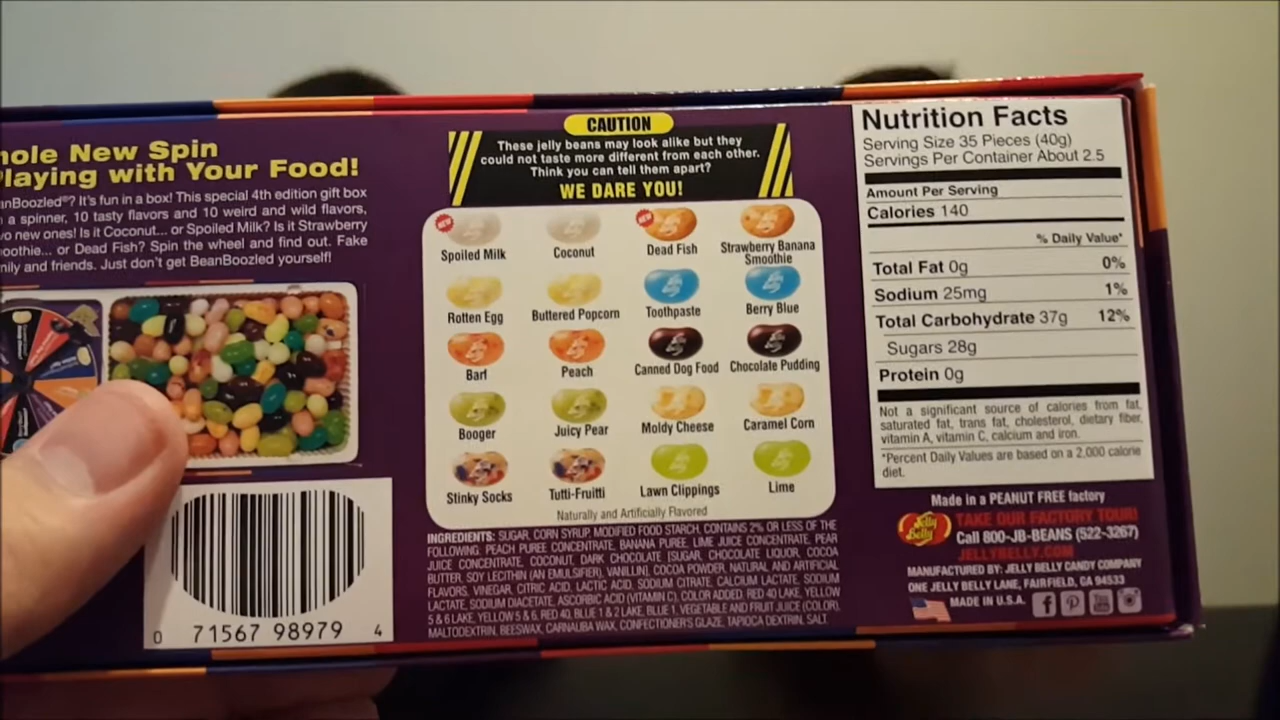 hole New Spin
laying with Your Food!
anBoozled®? It's fun in a box! This special 4th edition gift box
a spinner, 10 tasty flavors and 10 weird and wild flavors,
o new ones! Is it Coconut... or Spoiled Milk? Is it Strawberry
oothie... or Dead Fish? Spin the wheel and find out. Fake
ily and friends. Just don't get BeanBoozled yourself!
0 71567 98979 4
CAUTION
These jelly beans may look alike but they
could not taste more different from each other.
Think you can tell them apart?
WE DARE YOU!
NEW NEW
Spoiled Milk Coconut Dead Fish Strawberry Banana
Smoothie
Rotten Egg Buttered Popcorn Toothpaste Berry Blue
Barf Peach Canned Dog Food Chocolate Pudding
Booger Juicy Pear Moldy Cheese Caramel Corn
Stinky Socks Tutti-Fruitti Lawn Clippings Lime
Naturally and Artificially Flavored
INGREDIENTS: SUGAR, CORN SYRUP, MODIFIED FOOD STARCH, CONTAINS 2% OR LESS OF THE
FOLLOWING: PEACH PUREE CONCENTRATE, BANANA PUREE, LIME JUICE CONCENTRATE, PEAR
JUICE CONCENTRATE, COCONUT, DARK CHOCOLATE [SUGAR, CHOCOLATE LIQUOR, COCOA
BUTTER, SOY LECITHIN (AN EMULSIFIER), VANILLIN], COCOA POWDER, NATURAL AND ARTIFICIAL
FLAVORS, VINEGAR, CITRIC ACID, LACTIC ACID, SODIUM CITRATE, CALCIUM LACTATE, SODIUM
LACTATE, SODIUM DIACETATE, ASCORBIC ACID (VITAMIN C), COLOR ADDED, RED 40 LAKE, YELLOW
5 & 6 LAKE, YELLOW 5 & 6, RED 40, BLUE 1 & 2 LAKE, BLUE 1, VEGETABLE AND FRUIT JUICE (COLOR),
MALTODEXTRIN, BEESWAX, CARNAUBA WAX, CONFECTIONER'S GLAZE, TAPIOCA DEXTRIN, SALT.
Nutrition Facts
Serving Size 35 Pieces (40g)
Servings Per Container About 2.5
Amount Per Serving
Calories 140
% Daily Value*
Total Fat 0g 0%
Sodium 25mg 1%
Total Carbohydrate 37g 12%
Sugars 28g
Protein 0g
Not a significant source of calories from fat,
saturated fat, trans fat, cholesterol, dietary fiber,
vitamin A, vitamin C, calcium and iron.
*Percent Daily Values are based on a 2,000 calorie
diet.
Made in a PEANUT FREE factory
Jelly Belly
TAKE OUR FACTORY TOUR!
Call 800-JB-BEANS (522-3267)
JELLYBELLY.COM
MANUFACTURED BY: JELLY BELLY CANDY COMPANY
ONE JELLY BELLY LANE, FAIRFIELD, CA 94533
MADE IN U.S.A.